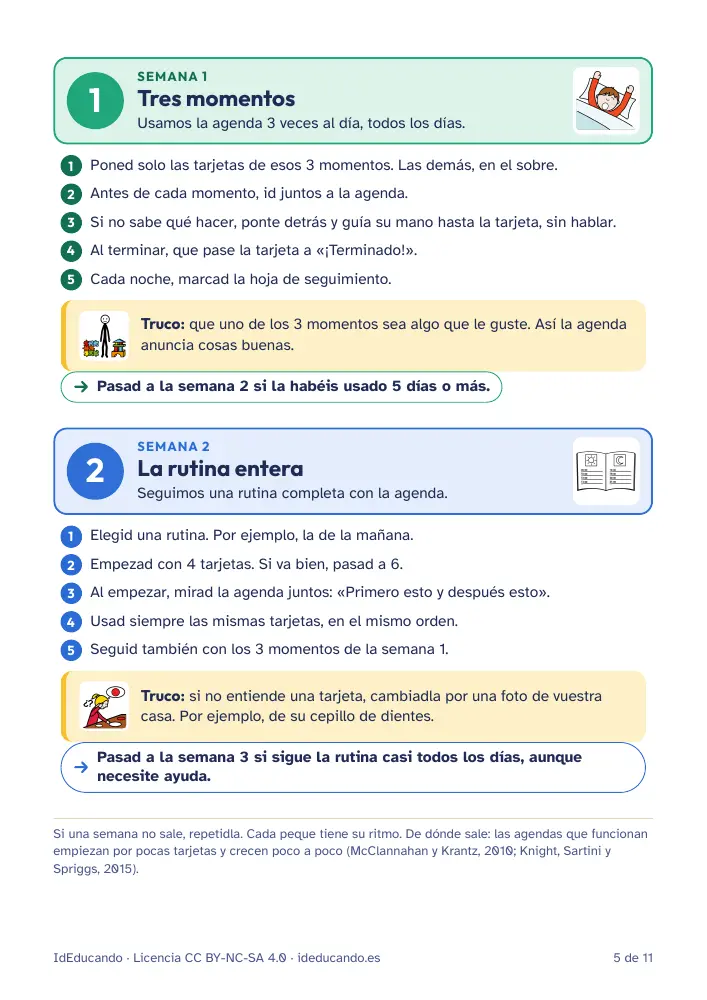 1
SEMANA 1
Tres momentos
Usamos la agenda 3 veces al día, todos los días.
1 Poned solo las tarjetas de esos 3 momentos. Las demás, en el sobre.
2 Antes de cada momento, id juntos a la agenda.
3 Si no sabe qué hacer, ponte detrás y guía su mano hasta la tarjeta, sin hablar.
4 Al terminar, que pase la tarjeta a «¡Terminado!».
5 Cada noche, marcad la hoja de seguimiento.
Truco: que uno de los 3 momentos sea algo que le guste. Así la agenda
anuncia cosas buenas.
→ Pasad a la semana 2 si la habéis usado 5 días o más.
2
SEMANA 2
La rutina entera
Seguimos una rutina completa con la agenda.
1 Elegid una rutina. Por ejemplo, la de la mañana.
2 Empezad con 4 tarjetas. Si va bien, pasad a 6.
3 Al empezar, mirad la agenda juntos: «Primero esto y después esto».
4 Usad siempre las mismas tarjetas, en el mismo orden.
5 Seguid también con los 3 momentos de la semana 1.
Truco: si no entiende una tarjeta, cambiadla por una foto de vuestra
casa. Por ejemplo, de su cepillo de dientes.
→ Pasad a la semana 3 si sigue la rutina casi todos los días, aunque
necesite ayuda.
Si una semana no sale, repetidla. Cada peque tiene su ritmo. De dónde sale: las agendas que funcionan
empiezan por pocas tarjetas y crecen poco a poco (McClannahan y Krantz, 2010; Knight, Sartini y
Spriggs, 2015).
IdEducando · Licencia CC BY-NC-SA 4.0 · ideducando.es
5 de 11